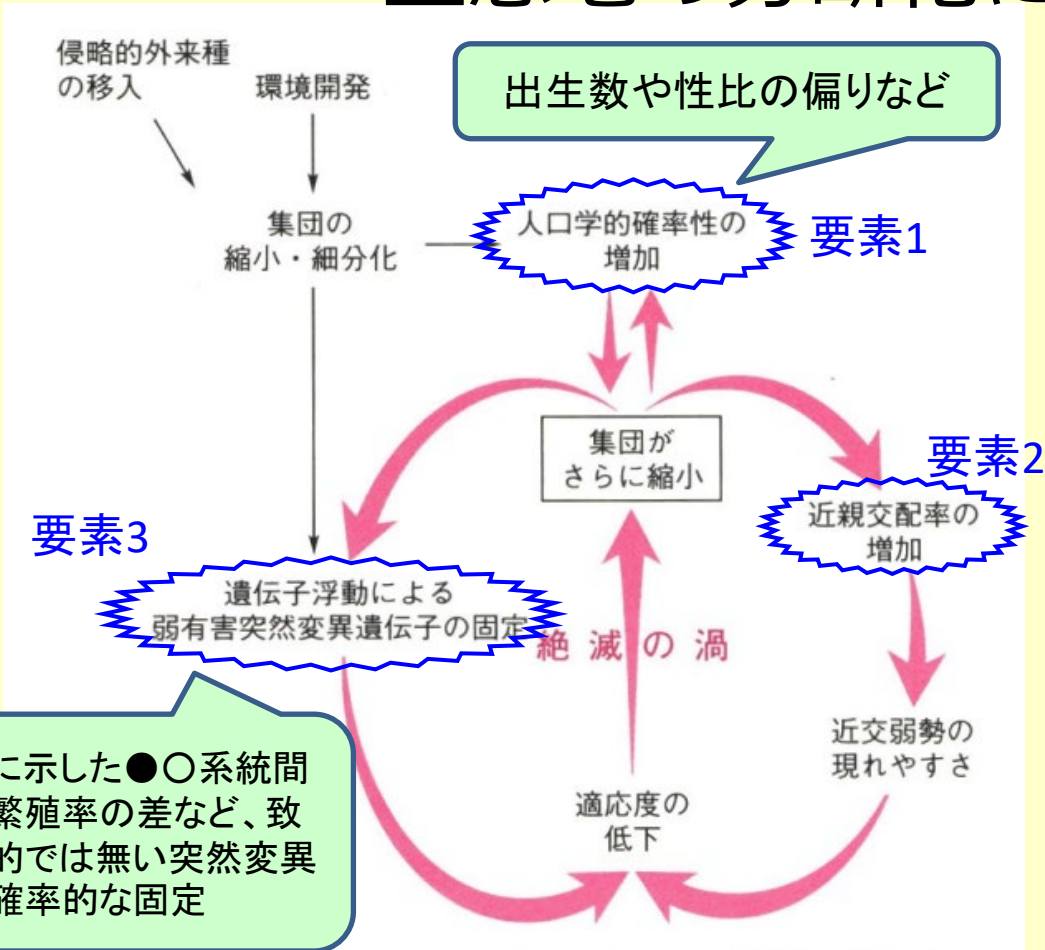 侵略的外来種
の移入
環境開発
出生数や性比の偏りなど
集団の
縮小・細分化
人口学的確率性の
増加
要素1
集団が
さらに縮小
要素2
近親交配率の
増加
要素3
遺伝子浮動による
弱有害突然変異遺伝子の固定
絶滅の渦
近交弱勢の
現れやすさ
適応度の
低下
に示した●○系統間
繁殖率の差など、致
的では無い突然変異
確率的な固定